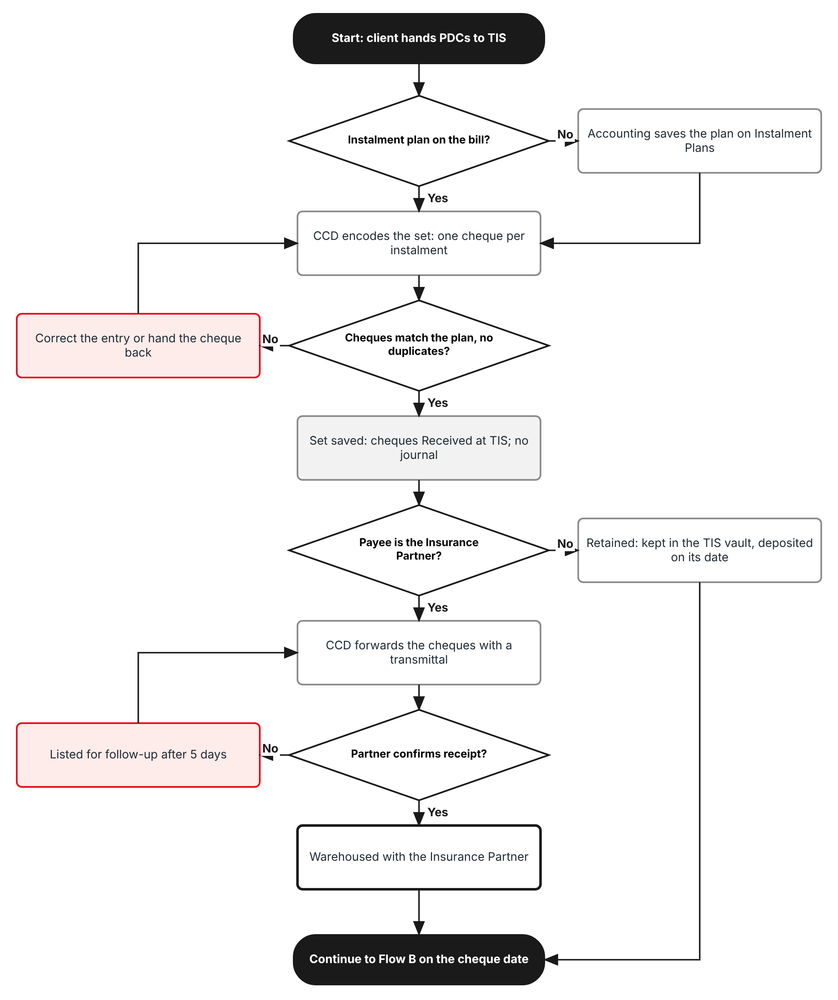 Start: client hands PDCs to TIS
Instalment plan on the bill?
No
Accounting saves the plan on Instalment
Plans
Yes
CCD encodes the set: one cheque per
instalment
Correct the entry or hand the cheque
back
No
Cheques match the plan, no
duplicates?
Yes
Set saved: cheques Received at TIS; no
journal
Payee is the Insurance
Partner?
No
Retained: kept in the TIS vault, deposited
on its date
Yes
CCD forwards the cheques with a
transmittal
Listed for follow-up after 5 days
No
Partner confirms receipt?
Yes
Warehoused with the Insurance Partner
Continue to Flow B on the cheque date